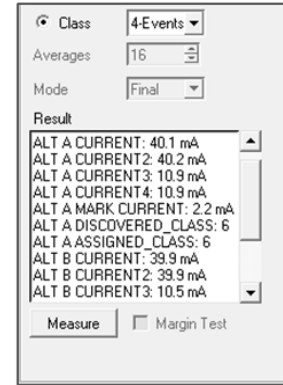 Class 4-Events
Averages 16
Mode Final
Result
ALT A CURRENT: 40.1 mA
ALT A CURRENT2: 40.2 mA
ALT A CURRENT3: 10.9 mA
ALT A CURRENT4: 10.9 mA
ALT A MARK CURRENT: 2.2 mA
ALT A DISCOVERED_CLASS: 6
ALT A ASSIGNED_CLASS: 6
ALT B CURRENT: 39.9 mA
ALT B CURRENT2: 39.9 mA
ALT B CURRENT3: 10.5 mA
Measure Margin Test